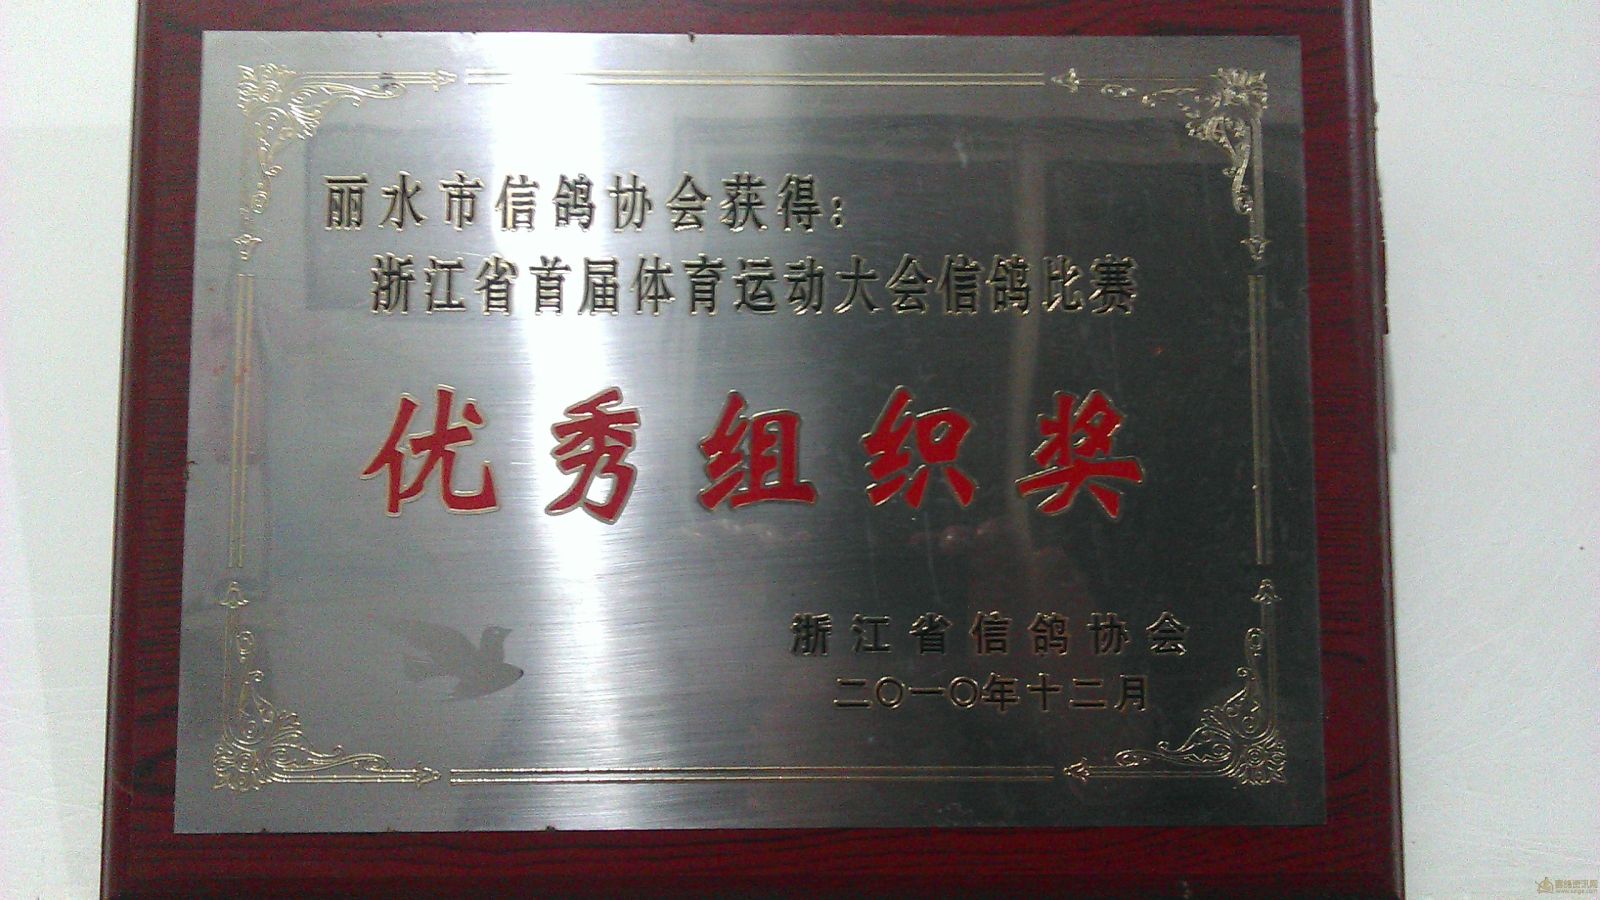 丽水市信鸽协会获得:
浙江省首届体育运动大会信鸽比赛
优秀组织奖
浙江省信鸽协会
二〇一〇年十二月